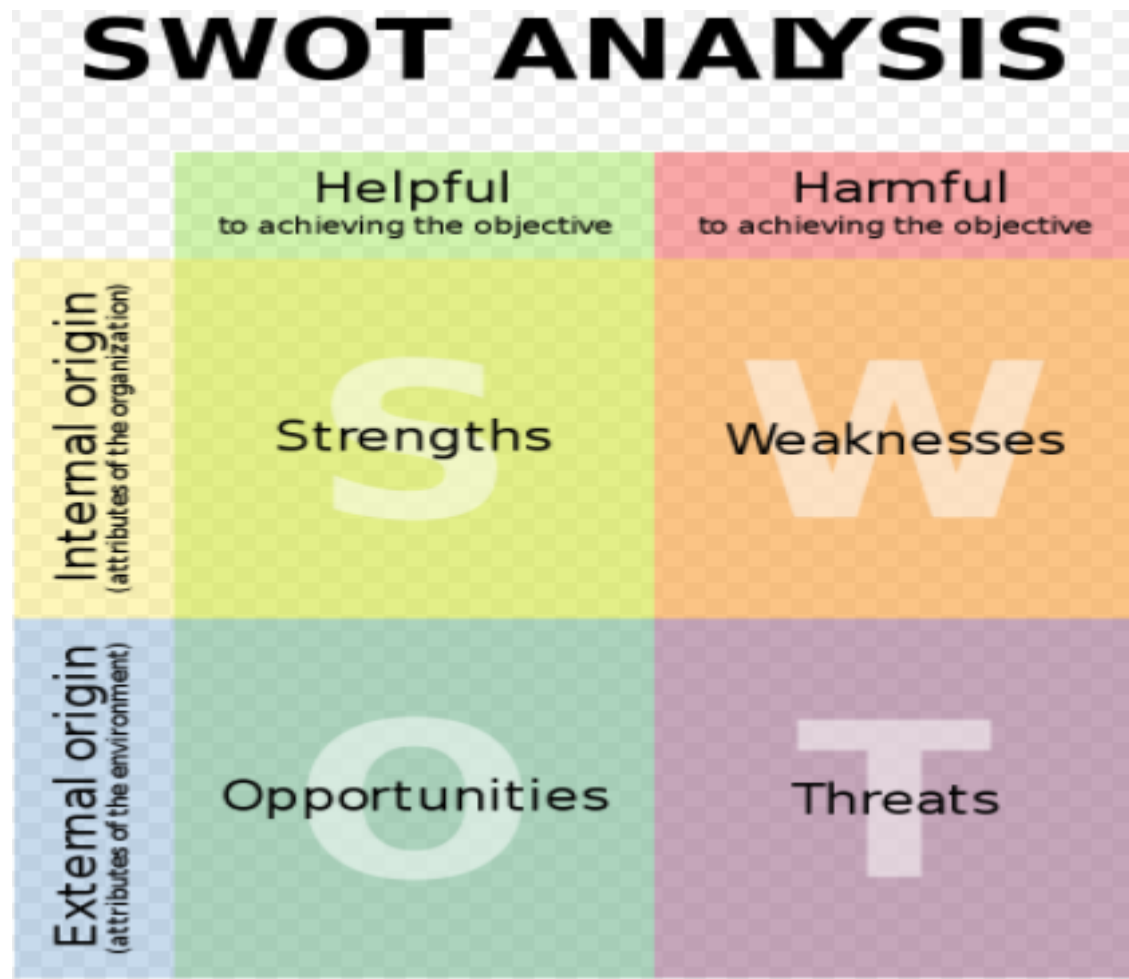 SWOT ANALYSIS
Helpful
to achieving the objective
Harmful
to achieving the objective
Internal origin
(attributes of the organization)
S
Strengths
W
Weaknesses
External origin
(attributes of the environment)
O
Opportunities
T
Threats